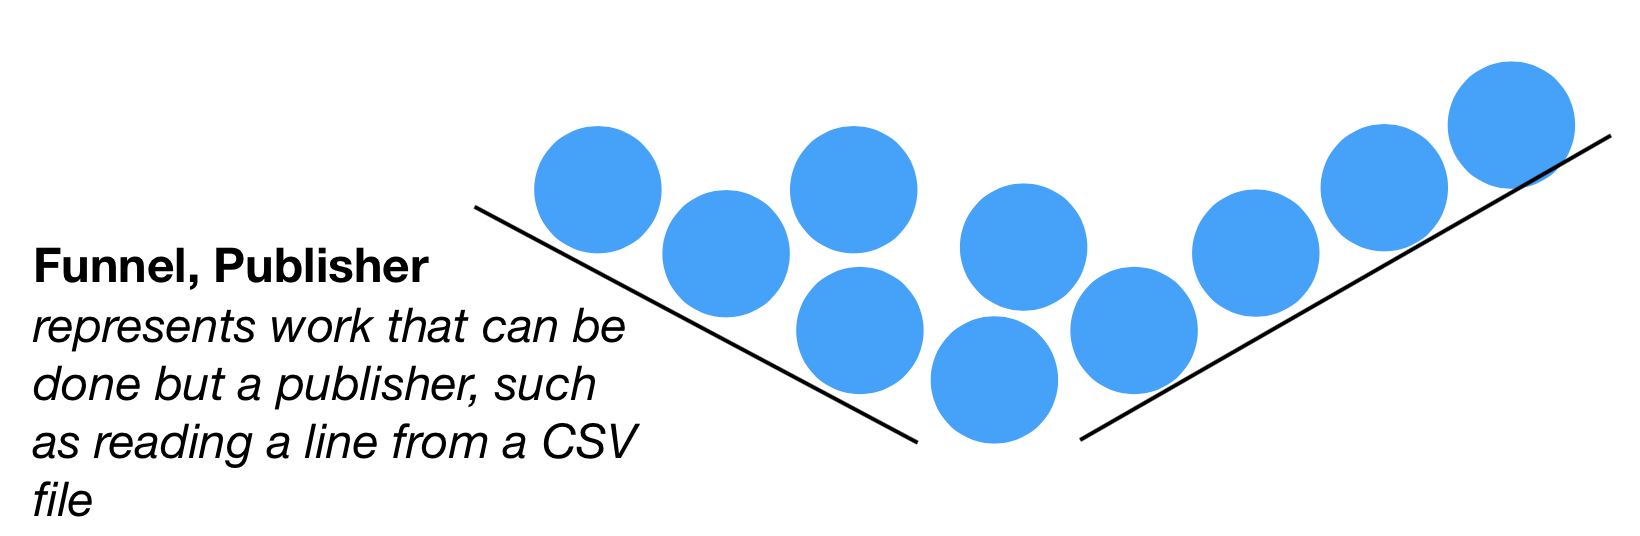 Funnel, Publisher
represents work that can be
done but a publisher, such
as reading a line from a CSV
file